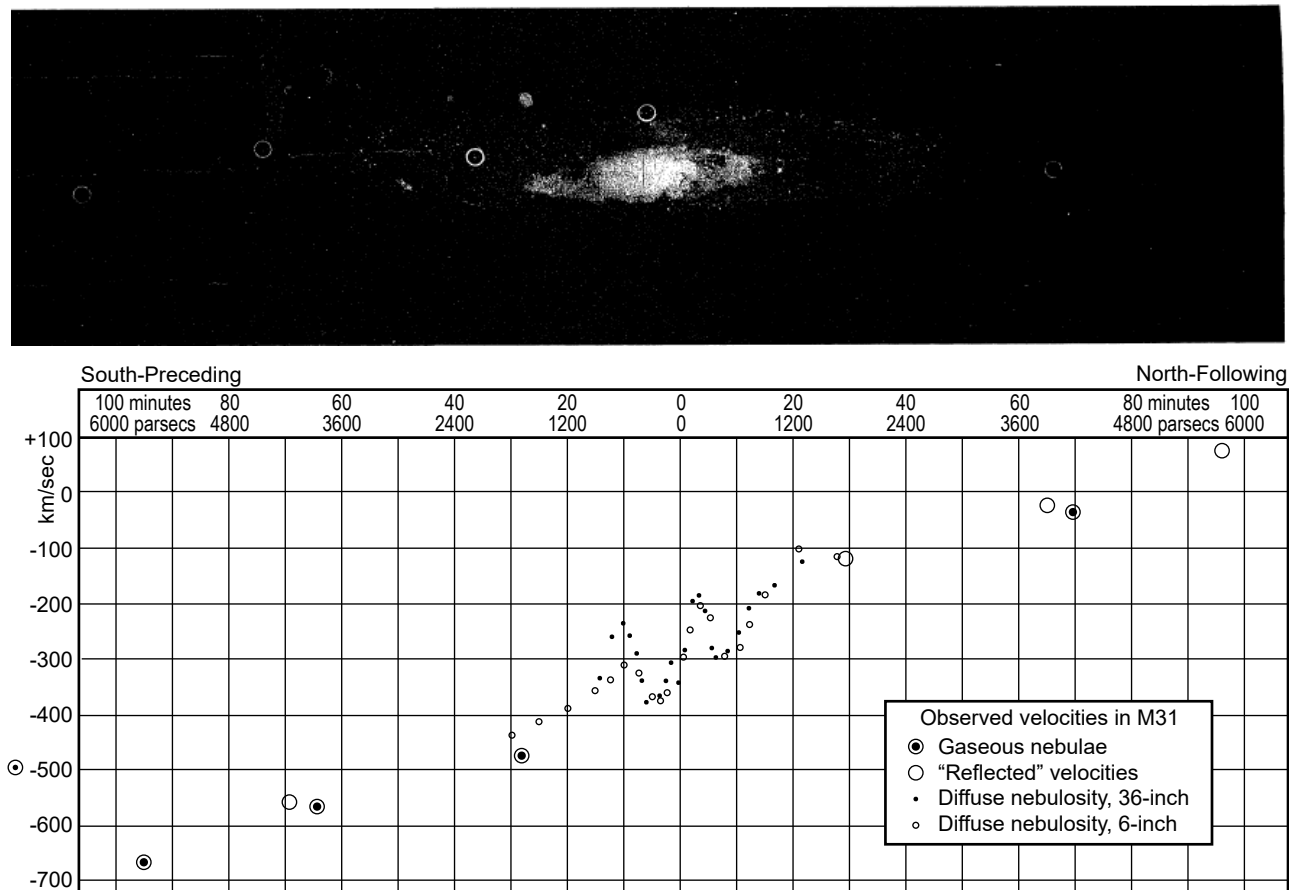 South-Preceding North-Following
100 minutes 80 60 40 20 0 20 40 60 80 minutes 100
6000 parsecs 4800 3600 2400 1200 0 1200 2400 3600 4800 parsecs 6000
+100
0
km/sec
-100
-200
-300
-400
Observed velocities in M31
Gaseous nebulae
-500
“Reflected” velocities
Diffuse nebulosity, 36-inch
Diffuse nebulosity, 6-inch
-600
-700